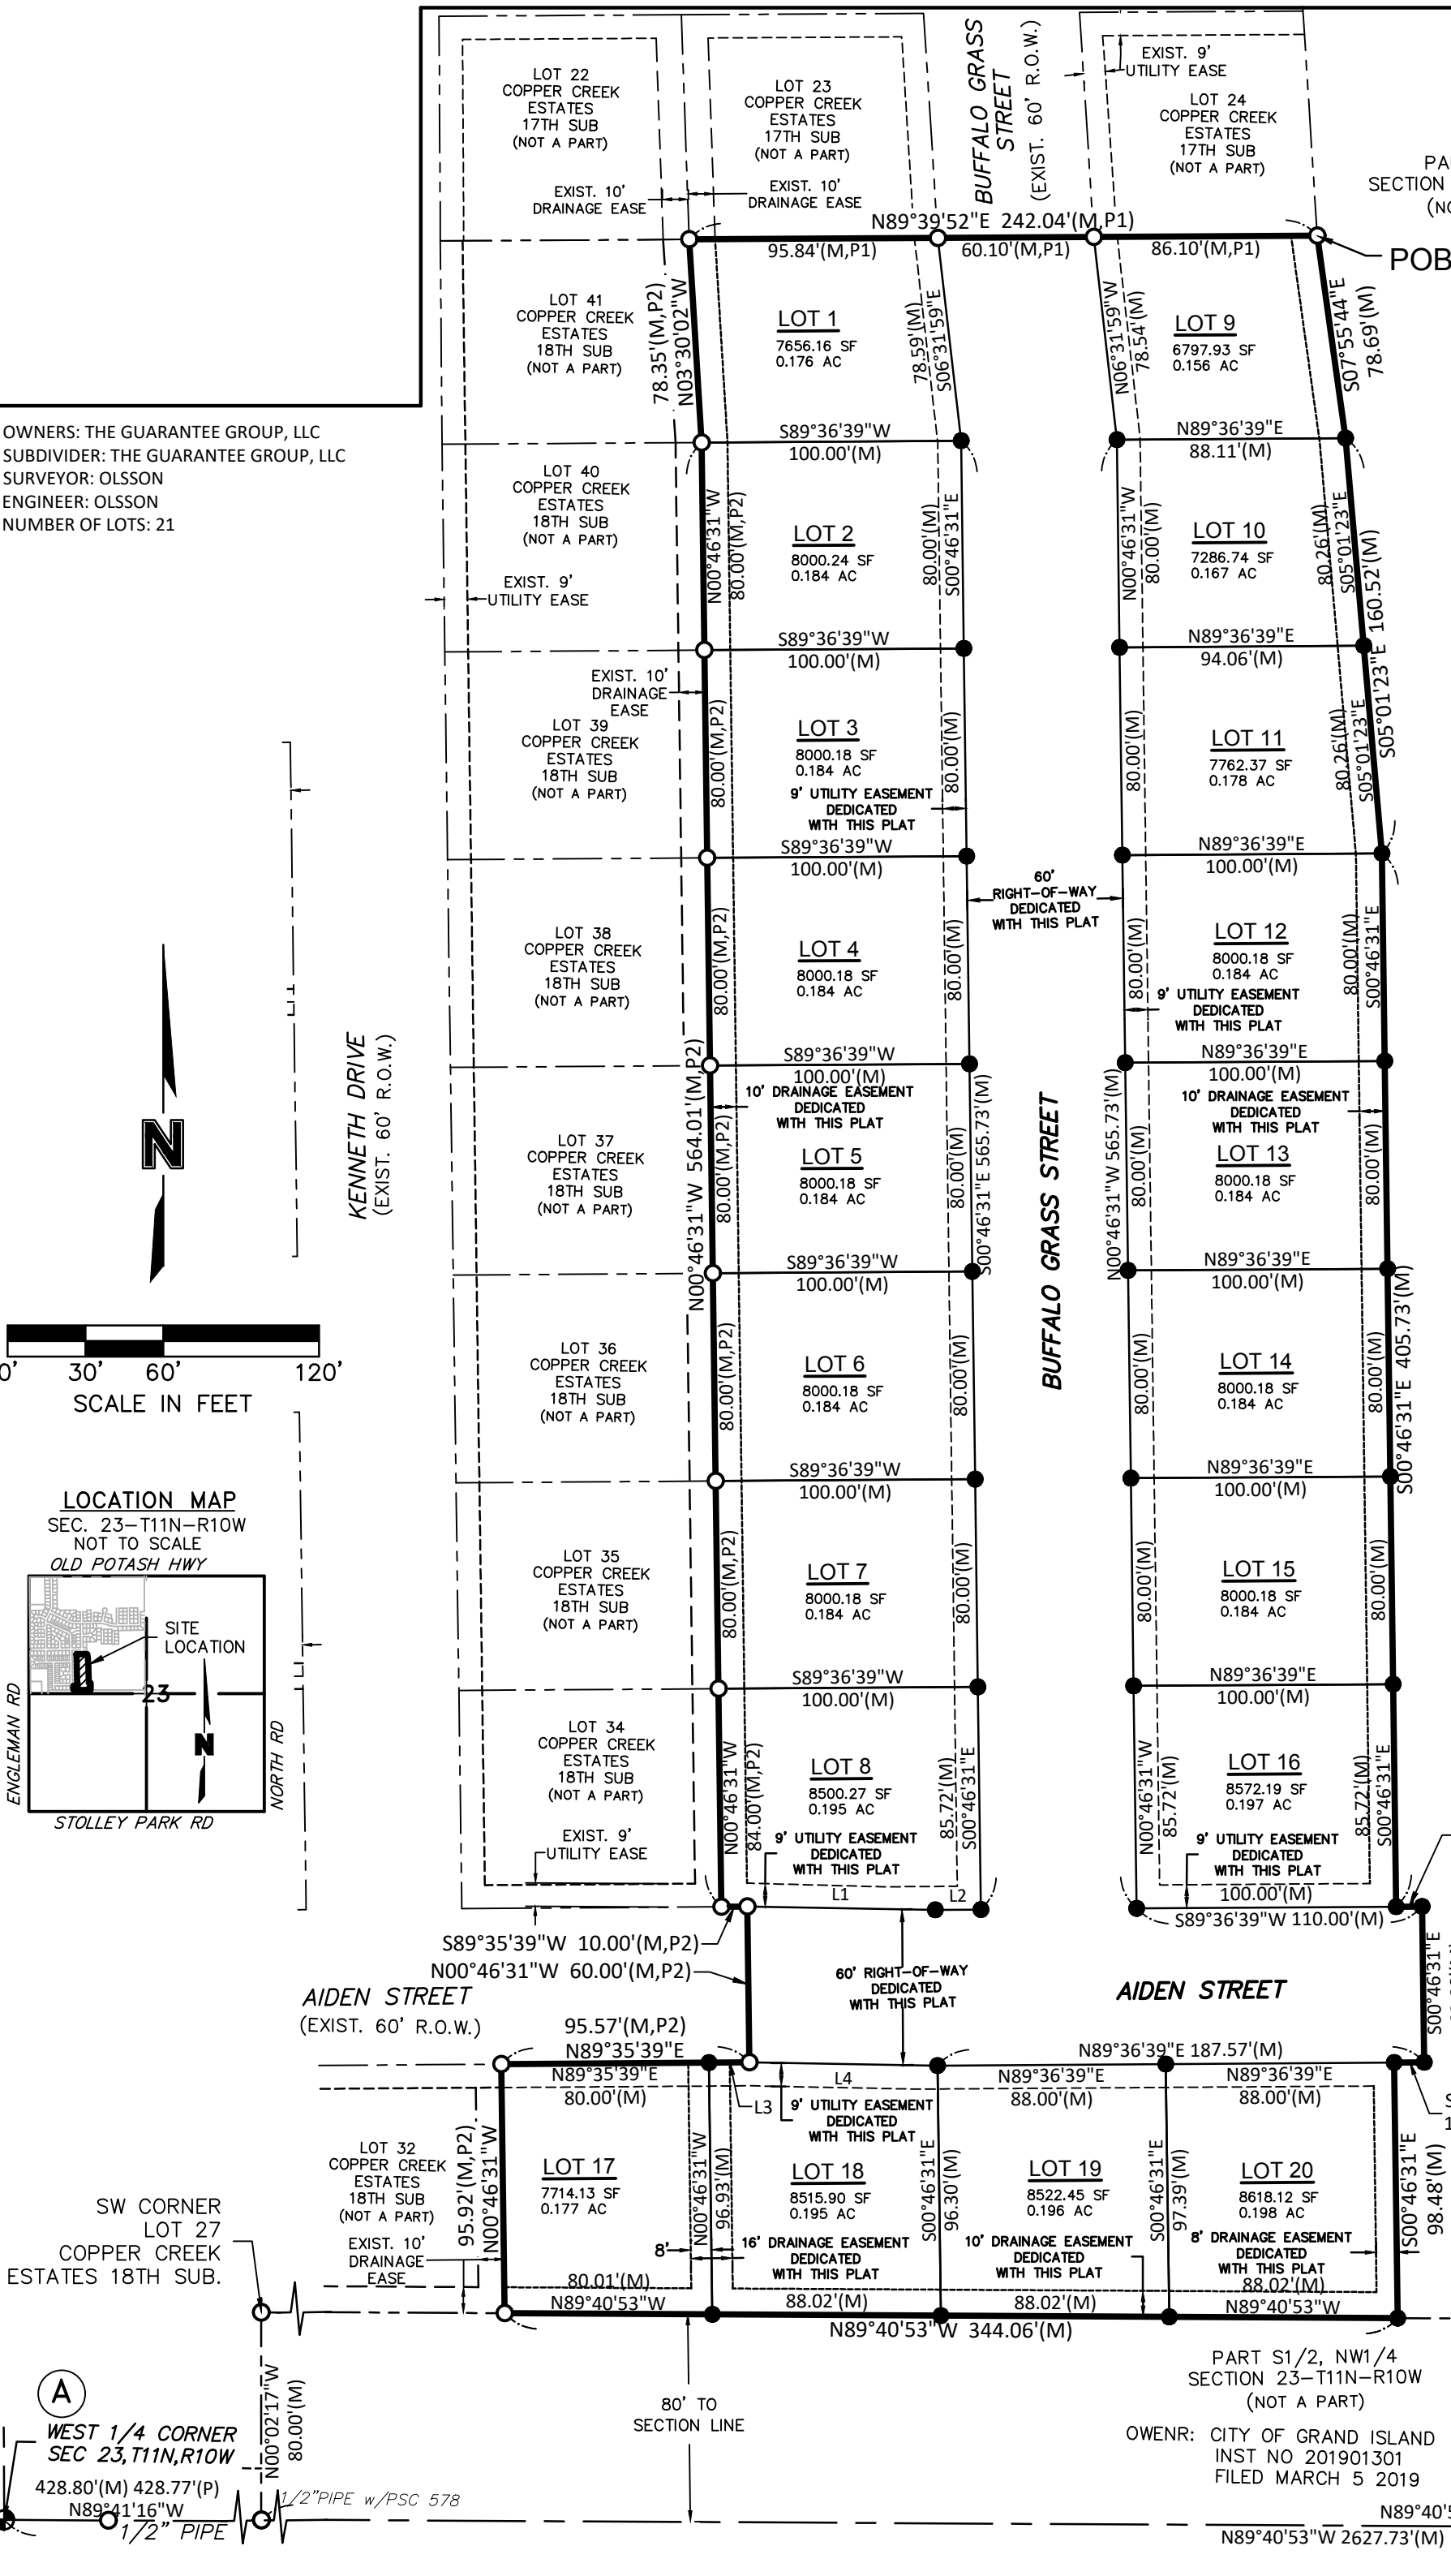 LOT 22
COPPER CREEK
ESTATES
17TH SUB
(NOT A PART)
LOT 23
COPPER CREEK
ESTATES
17TH SUB
(NOT A PART)
BUFFALO GRASS
STREET
(EXIST. 60' R.O.W.)
EXIST. 9'
UTILITY EASE
LOT 24
COPPER CREEK
ESTATES
17TH SUB
(NOT A PART)
SECTION
EXIST. 10'
DRAINAGE EASE
EXIST. 10'
DRAINAGE EASE
N89°39'52"E 242.04'(M,P1)
95.84'(M,P1)
60.10'(M,P1)
86.10'(M,P1)
POB
LOT 41
COPPER CREEK
ESTATES
18TH SUB
(NOT A PART)
78.35'(M,P2)
N03°30'02"W
LOT 1
7656.16 SF
0.176 AC
78.59'(M)
S06°31'59"E
N06°31'59"W
78.54'(M)
LOT 9
6797.93 SF
0.156 AC
S07°55'44"E
78.69'(M)
OWNERS: THE GUARANTEE GROUP, LLC
SUBDIVIDER: THE GUARANTEE GROUP, LLC
SURVEYOR: OLSSON
ENGINEER: OLSSON
NUMBER OF LOTS: 21
S89°36'39"W
100.00'(M)
N89°36'39"E
88.11'(M)
LOT 40
COPPER CREEK
ESTATES
18TH SUB
(NOT A PART)
N00°46'31"W
80.00'(M,P2)
LOT 2
8000.24 SF
0.184 AC
80.00'(M)
S00°46'31"E
N00°46'31"W
80.00'(M)
LOT 10
7286.74 SF
0.167 AC
80.26'(M)
S05°01'23"E
S05°01'23"E 160.52'(M)
EXIST. 9'
UTILITY EASE
S89°36'39"W
100.00'(M)
N89°36'39"E
94.06'(M)
EXIST. 10'
DRAINAGE
EASE
LOT 39
COPPER CREEK
ESTATES
18TH SUB
(NOT A PART)
80.00'(M,P2)
LOT 3
8000.18 SF
0.184 AC
80.00'(M)
9' UTILITY EASEMENT
DEDICATED
WITH THIS PLAT
80.00'(M)
LOT 11
7762.37 SF
0.178 AC
80.26'(M)
S05°01'23"E
S89°36'39"W
100.00'(M)
N89°36'39"E
100.00'(M)
60'
RIGHT-OF-WAY
DEDICATED
WITH THIS PLAT
LOT 38
COPPER CREEK
ESTATES
18TH SUB
(NOT A PART)
80.00'(M,P2)
LOT 4
8000.18 SF
0.184 AC
80.00'(M)
80.00'(M)
LOT 12
8000.18 SF
0.184 AC
80.00'(M)
S00°46'31"E
9' UTILITY EASEMENT
DEDICATED
WITH THIS PLAT
KENNETH DRIVE
(EXIST. 60' R.O.W.)
S89°36'39"W
100.00'(M)
N89°36'39"E
100.00'(M)
N00°46'31"W 564.01'(M,P2)
10' DRAINAGE EASEMENT
DEDICATED
WITH THIS PLAT
10' DRAINAGE EASEMENT
DEDICATED
WITH THIS PLAT
N
LOT 37
COPPER CREEK
ESTATES
18TH SUB
(NOT A PART)
80.00'(M,P2)
LOT 5
8000.18 SF
0.184 AC
80.00'(M)
S00°46'31"E 565.73'(M)
BUFFALO GRASS STREET
N00°46'31"W 565.73'(M)
80.00'(M)
LOT 13
8000.18 SF
0.184 AC
80.00'(M)
S89°36'39"W
100.00'(M)
N89°36'39"E
100.00'(M)
30'
60'
120'
SCALE IN FEET
LOT 36
COPPER CREEK
ESTATES
18TH SUB
(NOT A PART)
80.00'(M,P2)
LOT 6
8000.18 SF
0.184 AC
80.00'(M)
80.00'(M)
LOT 14
8000.18 SF
0.184 AC
80.00'(M)
S00°46'31"E 405.73'(M)
S89°36'39"W
100.00'(M)
N89°36'39"E
100.00'(M)
LOCATION MAP
SEC. 23-T11N-R10W
NOT TO SCALE
OLD POTASH HWY
SITE
LOCATION
23
N
ENGLEMAN RD
NORTH RD
STOLLEY PARK RD
LOT 35
COPPER CREEK
ESTATES
18TH SUB
(NOT A PART)
80.00'(M,P2)
LOT 7
8000.18 SF
0.184 AC
80.00'(M)
80.00'(M)
LOT 15
8000.18 SF
0.184 AC
80.00'(M)
S89°36'39"W
100.00'(M)
N89°36'39"E
100.00'(M)
LOT 34
COPPER CREEK
ESTATES
18TH SUB
(NOT A PART)
N00°46'31"W
84.00'(M,P2)
LOT 8
8500.27 SF
0.195 AC
85.72'(M)
S00°46'31"E
N00°46'31"W
85.72'(M)
LOT 16
8572.19 SF
0.197 AC
85.72'(M)
S00°46'31"E
EXIST. 9'
UTILITY EASE
9' UTILITY EASEMENT
DEDICATED
WITH THIS PLAT
9' UTILITY EASEMENT
DEDICATED
WITH THIS PLAT
L1
L2
100.00'(M)
S89°36'39"W 110.00'(M)
S89°35'39"W 10.00'(M,P2)
N00°46'31"W 60.00'(M,P2)
60' RIGHT-OF-WAY
DEDICATED
WITH THIS PLAT
AIDEN STREET
S00°46'31"E
AIDEN STREET
(EXIST. 60' R.O.W.)
95.57'(M,P2)
N89°35'39"E
N89°36'39"E 187.57'(M)
N89°35'39"E
80.00'(M)
L3
L4
N89°36'39"E
88.00'(M)
N89°36'39"E
88.00'(M)
9' UTILITY EASEMENT
DEDICATED
WITH THIS PLAT
LOT 32
COPPER CREEK
ESTATES
18TH SUB
(NOT A PART)
95.92'(M,P2)
N00°46'31"W
LOT 17
7714.13 SF
0.177 AC
N00°46'31"W
96.93'(M)
LOT 18
8515.90 SF
0.195 AC
S00°46'31"E
96.30'(M)
LOT 19
8522.45 SF
0.196 AC
S00°46'31"E
97.39'(M)
LOT 20
8618.12 SF
0.198 AC
S00°46'31"E
98.48'(M)
EXIST. 10'
DRAINAGE
EASE
8'
16' DRAINAGE EASEMENT
DEDICATED
WITH THIS PLAT
10' DRAINAGE EASEMENT
DEDICATED
WITH THIS PLAT
8' DRAINAGE EASEMENT
DEDICATED
WITH THIS PLAT
SW CORNER
LOT 27
COPPER CREEK
ESTATES 18TH SUB.
80.01'(M)
N89°40'53"W
88.02'(M)
88.02'(M)
88.02'(M)
N89°40'53"W
N89°40'53"W 344.06'(M)
A
WEST 1/4 CORNER
SEC 23,T11N,R10W
N00°02'17"W
80.00'(M)
80' TO
SECTION LINE
PART S1/2, NW1/4
SECTION 23-T11N-R10W
(NOT A PART)
OWENR: CITY OF GRAND ISLAND
INST NO 201901301
FILED MARCH 5 2019
428.80'(M) 428.77'(P)
N89°41'16"W
1/2" PIPE
1/2"PIPE w/PSC 578
N89°40'53"W 2627.73'(M)